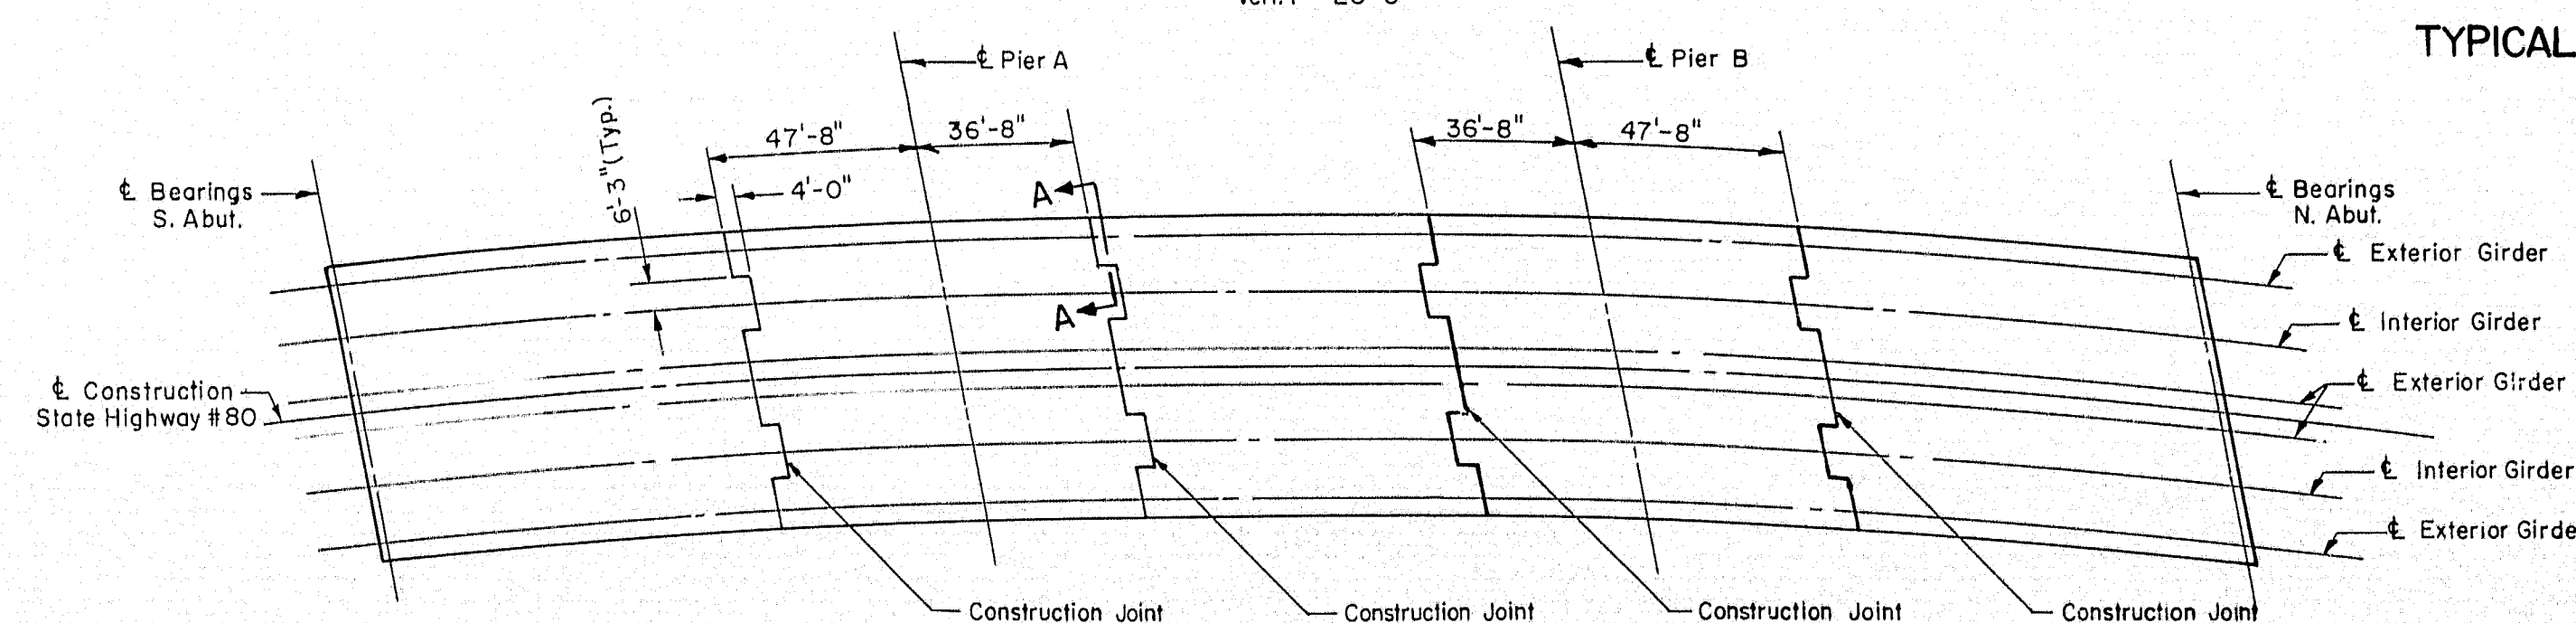 TYPICAL
℄ Pier A
℄ Pier B
6'-3" (Typ.)
47'-8"
36'-8"
36'-8"
47'-8"
℄ Bearings
S. Abut.
4'-0"
A
℄ Bearings
N. Abut.
℄ Exterior Girder
A
℄ Interior Girder
℄ Construction
State Highway #80
℄ Exterior Girder
℄ Interior Girder
℄ Exterior Girde
Construction Joint
Construction Joint
Construction Joint
Construction Joint